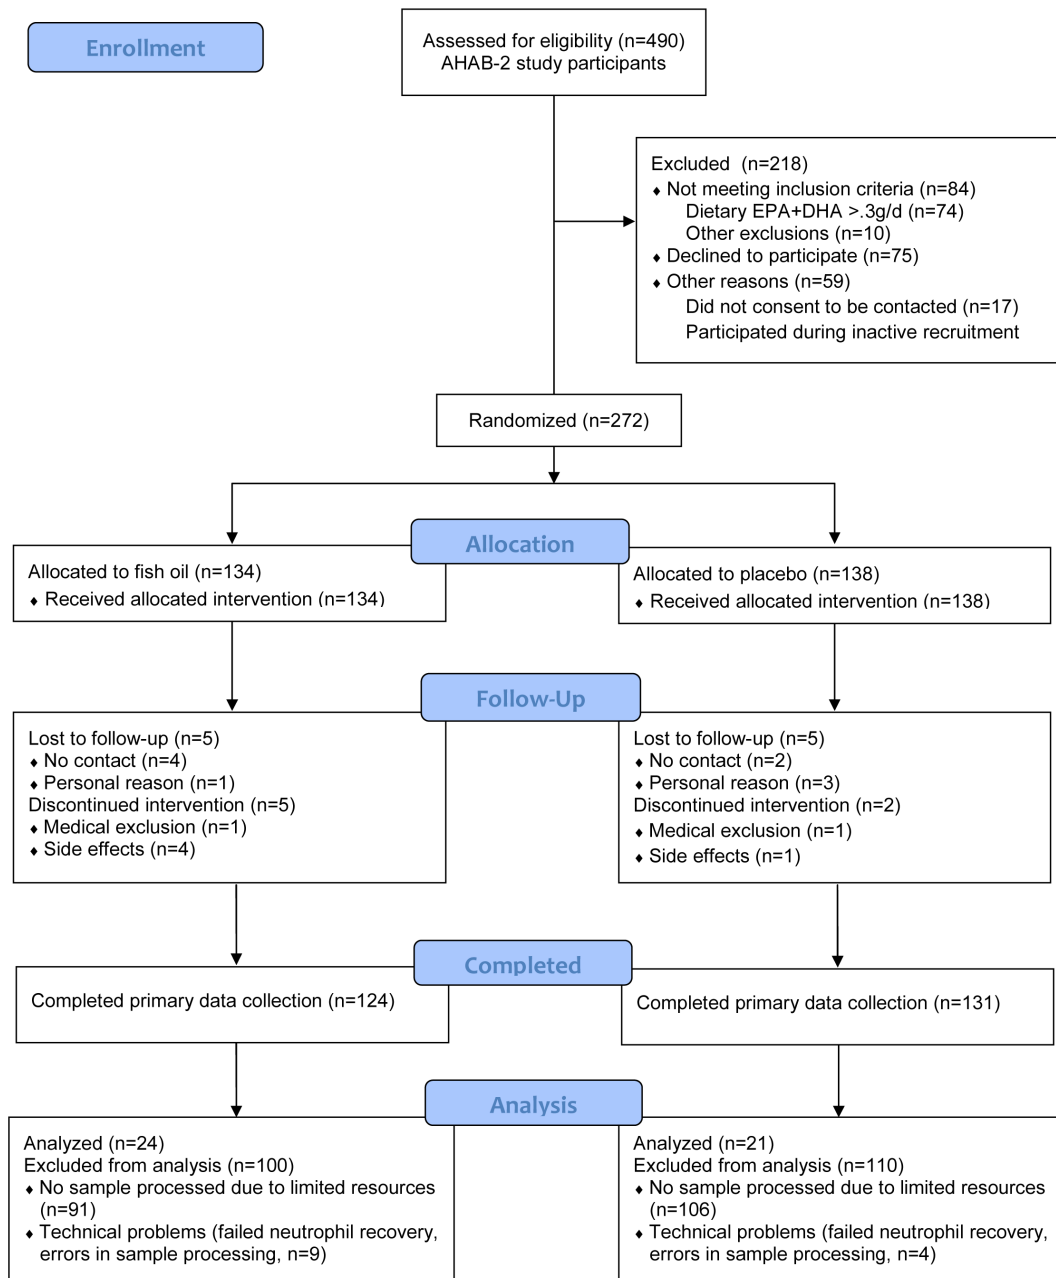 Enrollment
Assessed for eligibility (n=490)
AHAB-2 study participants
Excluded  (n=218)
♦ Not meeting inclusion criteria (n=84)
Dietary EPA+DHA >.3g/d (n=74)
Other exclusions (n=10)
♦ Declined to participate (n=75)
♦ Other reasons (n=59)
Did not consent to be contacted (n=17)
Participated during inactive recruitment
Randomized (n=272)
Allocation
Allocated to fish oil (n=134)
♦ Received allocated intervention (n=134)
Allocated to placebo (n=138)
♦ Received allocated intervention (n=138)
Follow-Up
Lost to follow-up (n=5)
♦ No contact (n=4)
♦ Personal reason (n=1)
Discontinued intervention (n=5)
♦ Medical exclusion (n=1)
♦ Side effects (n=4)
Lost to follow-up (n=5)
♦ No contact (n=2)
♦ Personal reason (n=3)
Discontinued intervention (n=2)
♦ Medical exclusion (n=1)
♦ Side effects (n=1)
Completed
Completed primary data collection (n=124)
Completed primary data collection (n=131)
Analysis
Analyzed (n=24)
Excluded from analysis (n=100)
♦ No sample processed due to limited resources
(n=91)
♦ Technical problems (failed neutrophil recovery,
errors in sample processing, n=9)
Analyzed (n=21)
Excluded from analysis (n=110)
♦ No sample processed due to limited resources
(n=106)
♦ Technical problems (failed neutrophil recovery,
errors in sample processing, n=4)